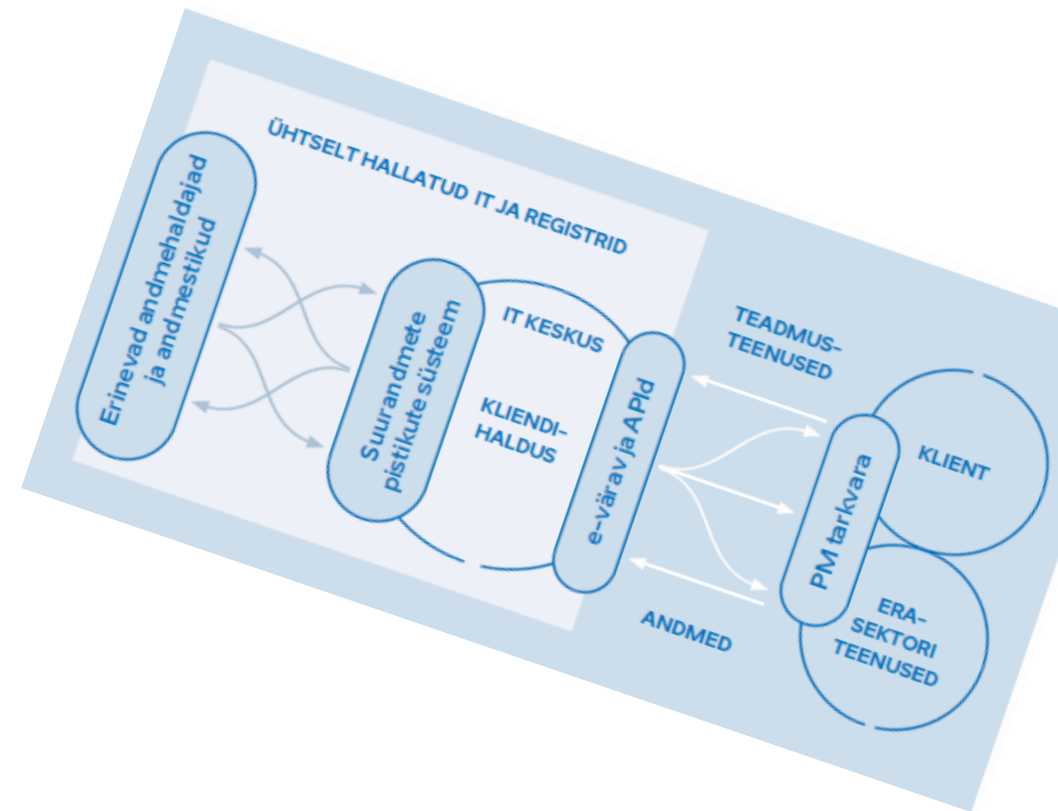 ÜHTSELT HALLATUD IT JA REGISTRID
Erinevad andmehaldajad
ja andmestikud
Suurandmete
pistikute süsteem
IT KESKUS
KLIENDI-
HALDUS
e-värav ja APId
TEADMUS-
TEENUSED
ANDMED
PM tarkvara
KLIENT
ERA-
SEKTORI
TEENUSED